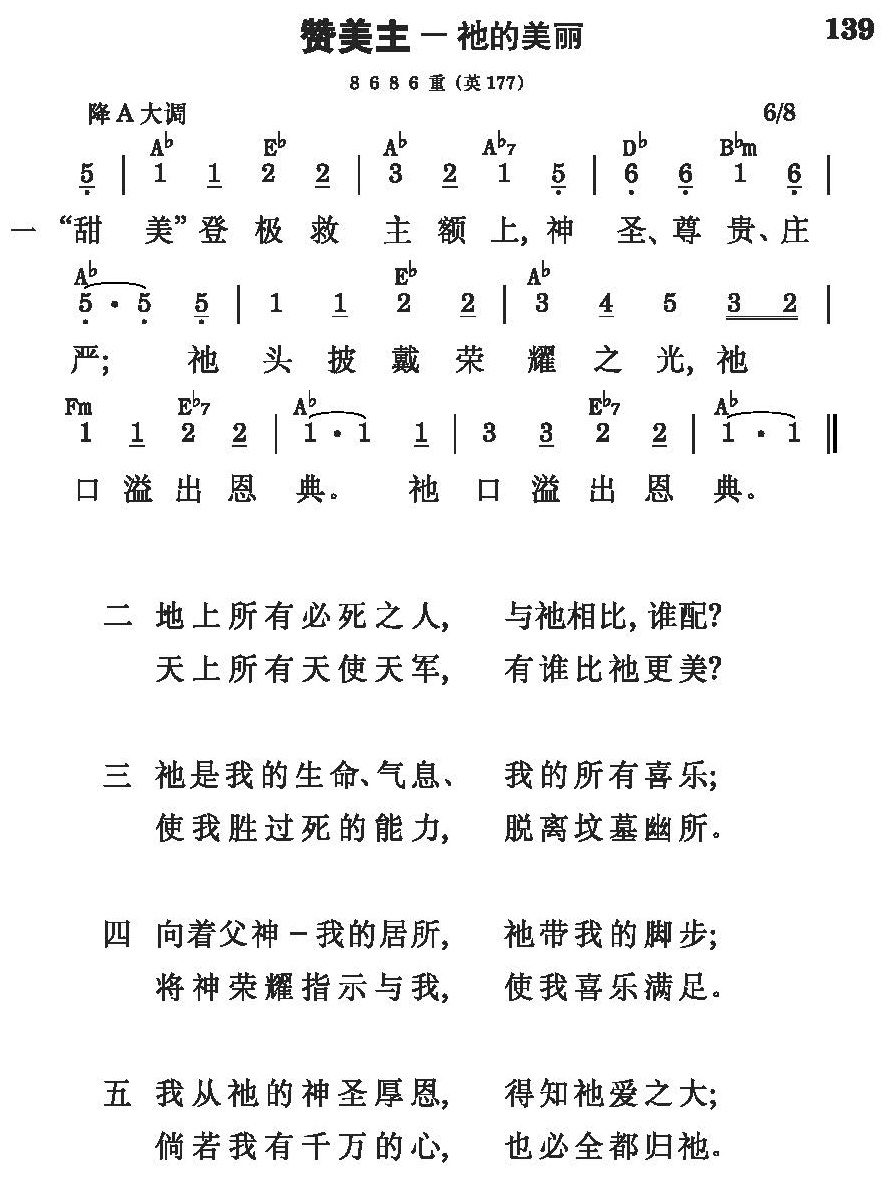 赞美主－祂的美丽 139
8 6 8 6 重（英177）
降A大调 6/8
A♭ E♭ A♭ A♭7 D♭ B♭m
5̣ | 1 1 2 2 | 3 2 1 5̣ | 6̣ 6̣ 1 6̣ |
一 “甜 美”登 极 救 主 额 上, 神 圣、尊 贵、庄
A♭ E♭ A♭
5̣ · 5̣ 5̣ | 1 1 2 2 | 3 4 5 3 2 |
严; 祂 头 披 戴 荣 耀 之 光, 祂
Fm E♭7 A♭ E♭7 A♭
1 1 2 2 | 1 · 1 1 | 3 3 2 2 | 1 · 1 ‖
口 溢 出 恩 典。 祂 口 溢 出 恩 典。
二 地上所有必死之人, 与祂相比, 谁配?
天上所有天使天军, 有谁比祂更美?
三 祂是我的生命、气息、 我的所有喜乐;
使我胜过死的能力, 脱离坟墓幽所。
四 向着父神－我的居所, 祂带我的脚步;
将神荣耀指示与我, 使我喜乐满足。
五 我从祂的神圣厚恩, 得知祂爱之大;
倘若我有千万的心, 也必全都归祂。